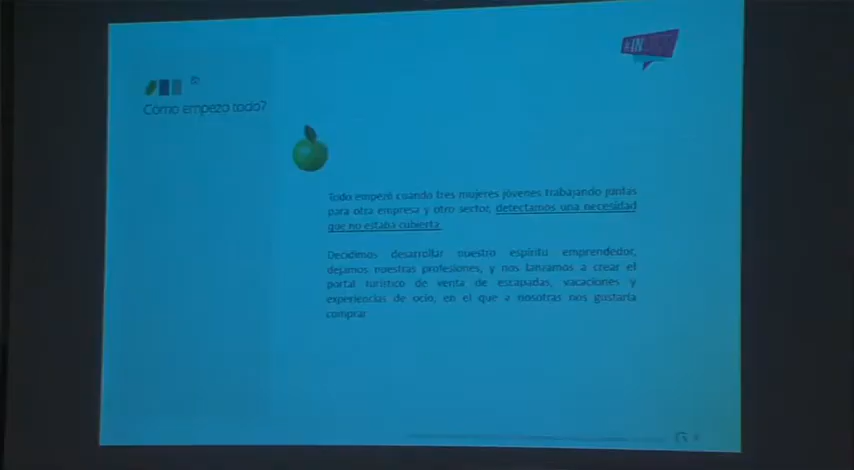 #IN
Cómo empezó todo?
Todo empezó cuando tres mujeres jóvenes trabajando juntas
para otra empresa y otro sector, detectamos una necesidad
que no estaba cubierta.
Decidimos desarrollar nuestro espíritu emprendedor,
dejamos nuestras profesiones, y nos lanzamos a crear el
portal turístico de venta de escapadas, vacaciones y
experiencias de ocio, en el que a nosotras nos gustaría
comprar